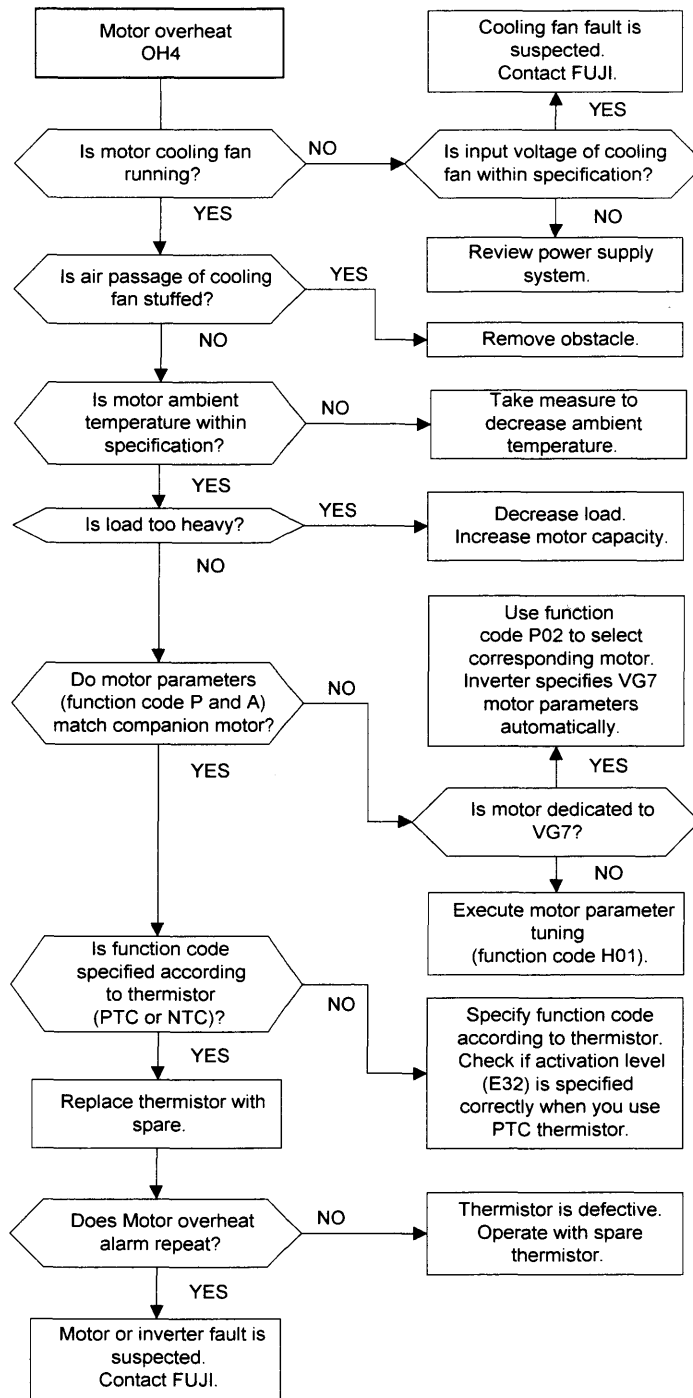 Motor overheat
OH4
Cooling fan fault is
suspected.
Contact FUJI.
YES
Is motor cooling fan
running?
NO
Is input voltage of cooling
fan within specification?
YES
NO
Review power supply
system.
Is air passage of cooling
fan stuffed?
YES
Remove obstacle.
NO
Is motor ambient
temperature within
specification?
NO
Take measure to
decrease ambient
temperature.
YES
Is load too heavy?
YES
Decrease load.
Increase motor capacity.
NO
Use function
code P02 to select
corresponding motor.
Inverter specifies VG7
motor parameters
automatically.
Do motor parameters
(function code P and A)
match companion motor?
NO
YES
YES
Is motor dedicated to
VG7?
NO
Execute motor parameter
tuning
(function code H01).
Is function code
specified according
to thermistor
(PTC or NTC)?
NO
Specify function code
according to thermistor.
Check if activation level
(E32) is specified
correctly when you use
PTC thermistor.
YES
Replace thermistor with
spare.
Does Motor overheat
alarm repeat?
NO
Thermistor is defective.
Operate with spare
thermistor.
YES
Motor or inverter fault is
suspected.
Contact FUJI.